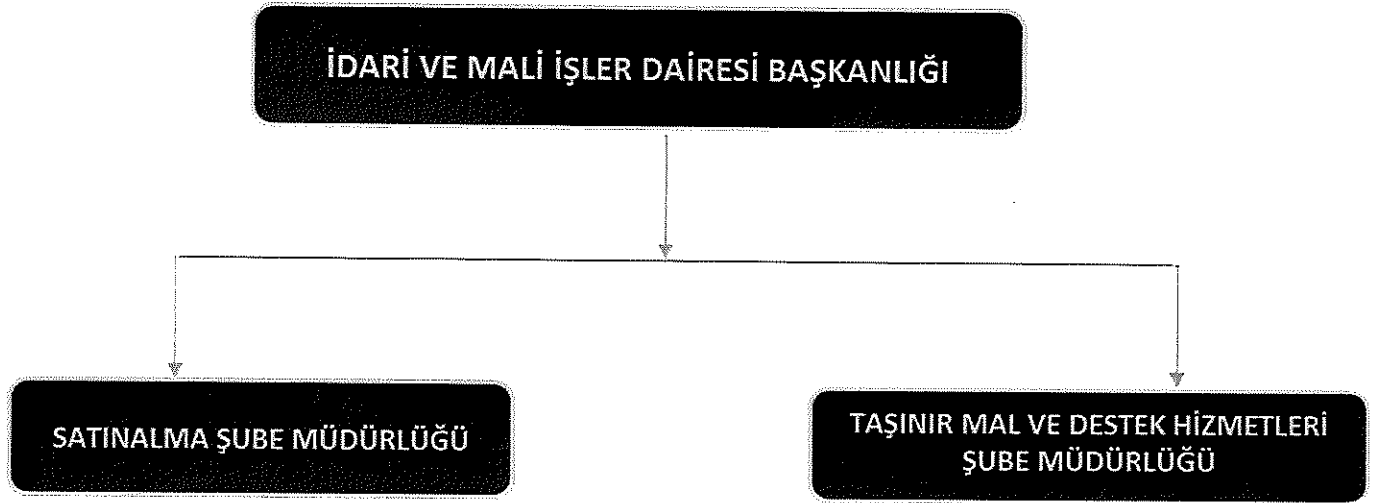 İDARİ VE MALİ İŞLER DAİRESİ BAŞKANLIĞI
SATINALMA ŞUBE MÜDÜRLÜĞÜ
TAŞINIR MAL VE DESTEK HİZMETLERİ
ŞUBE MÜDÜRLÜĞÜ